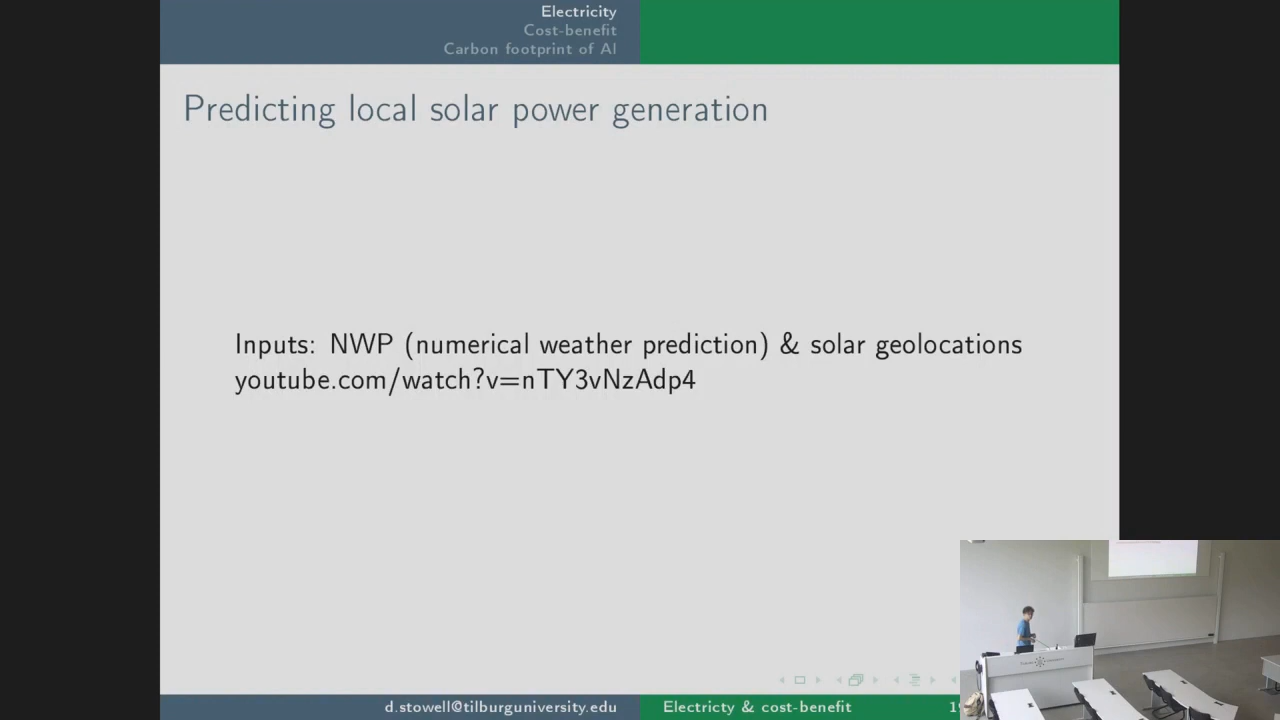 Electricity
Cost-benefit
Carbon footprint of AI
Predicting local solar power generation
Inputs: NWP (numerical weather prediction) & solar geolocations
youtube.com/watch?v=nTY3vNzAdp4
d.stowell@tilburguniversity.edu
Electricty & cost-benefit